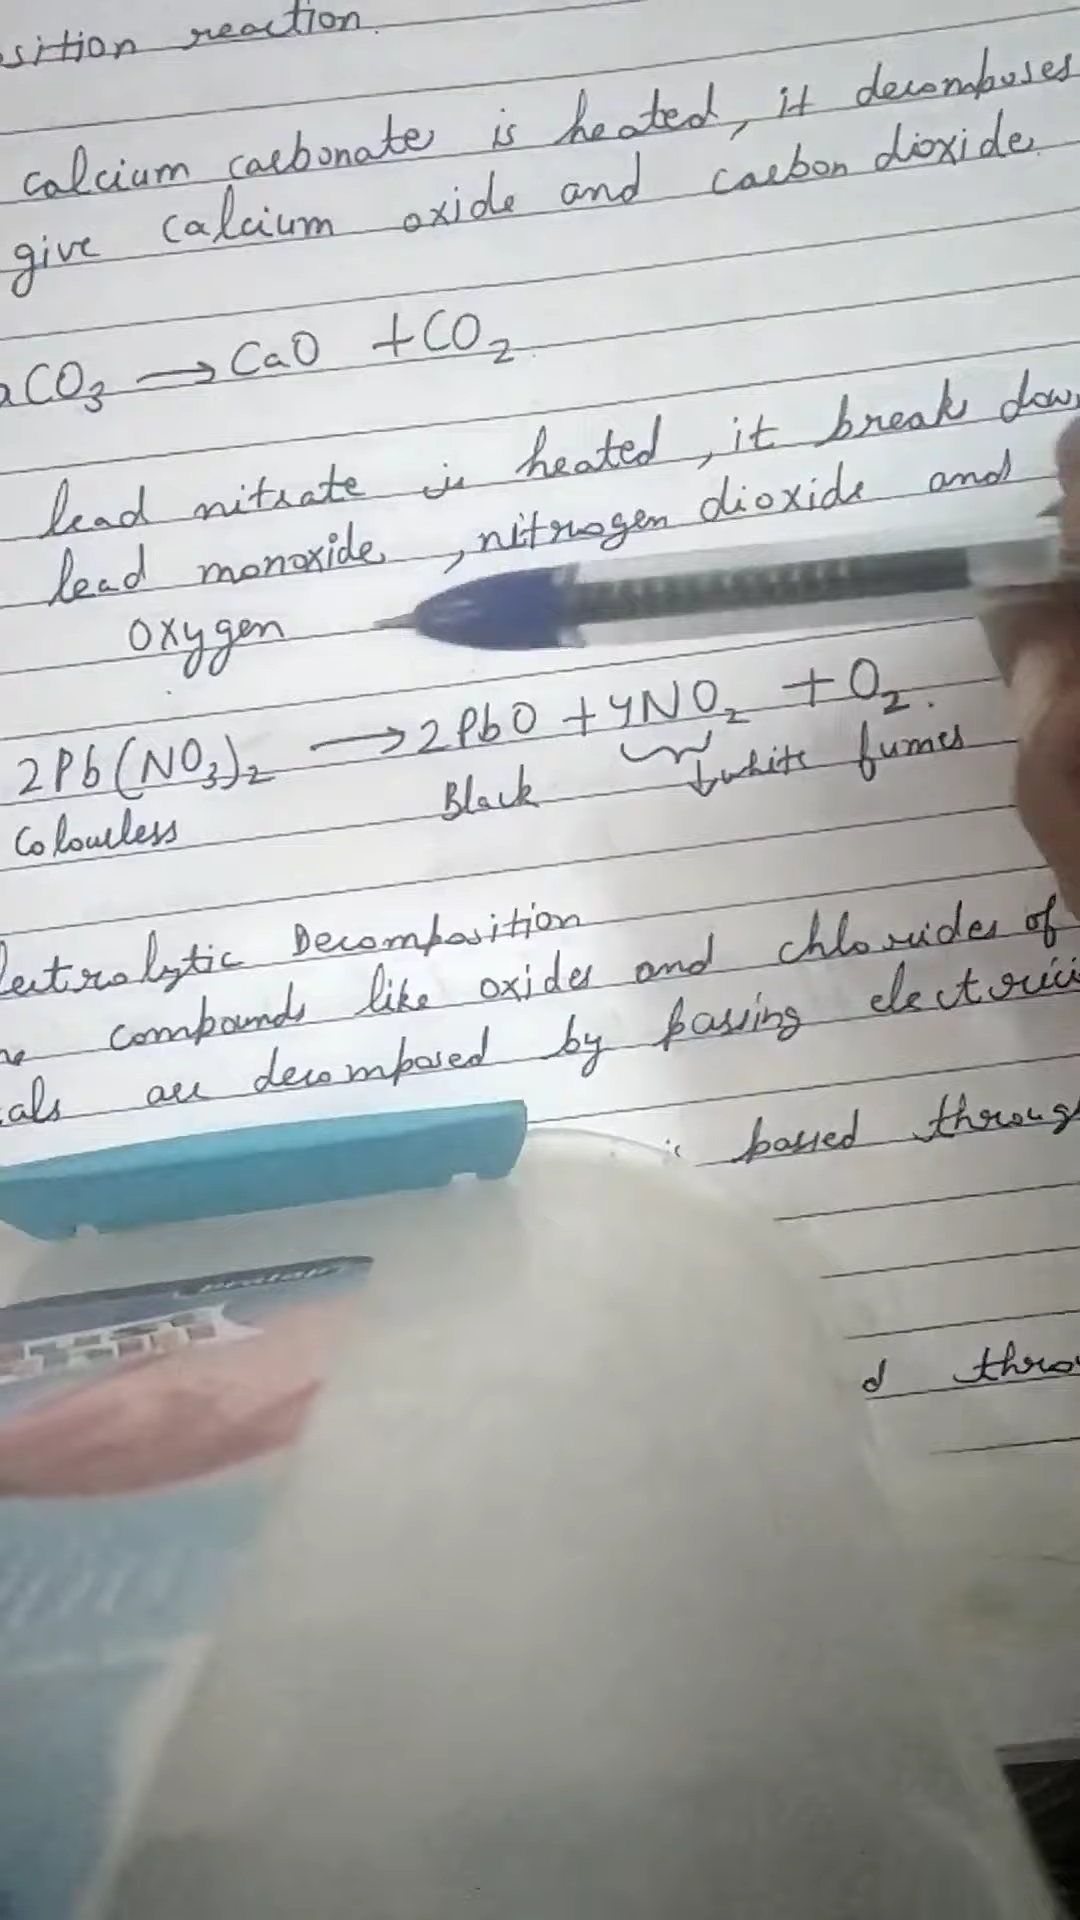 sition reaction
calcium carbonate is heated, it decomposes
give calcium oxide and carbon dioxide
CO₃ → CaO + CO₂
lead nitrate is heated, it break down
lead monoxide, nitrogen dioxide and
oxygen
2Pb(NO₃)₂ → 2PbO + 4NO₂ + O₂.
Colourless Black ↓ white fumes
lectrolytic Decomposition
compounds like oxides and chlorides of
als are decomposed by passing electrici
passed throug
d thro